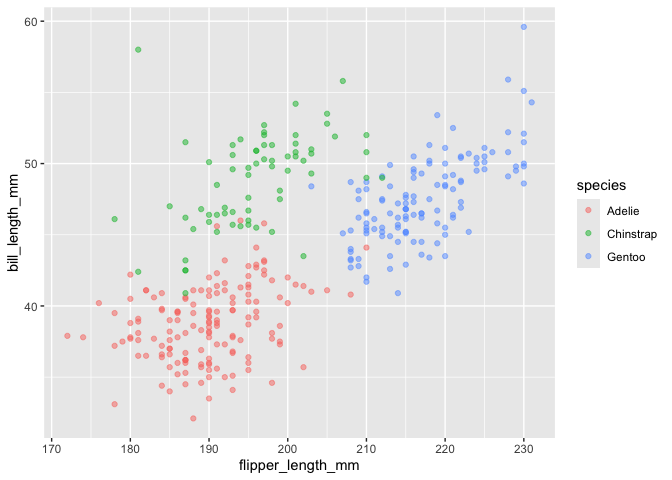 60
50
40
bill_length_mm
170
180
190
200
210
220
230
flipper_length_mm
species
Adelie
Chinstrap
Gentoo